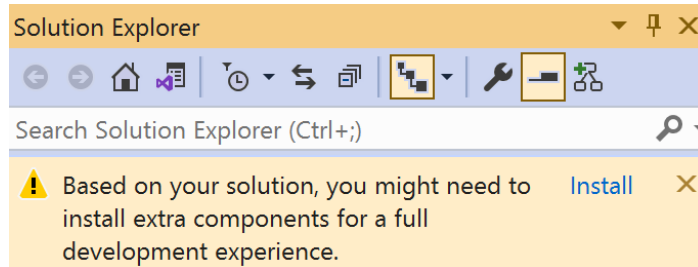 Solution Explorer
Search Solution Explorer (Ctrl+;)
Based on your solution, you might need to Install
install extra components for a full
development experience.